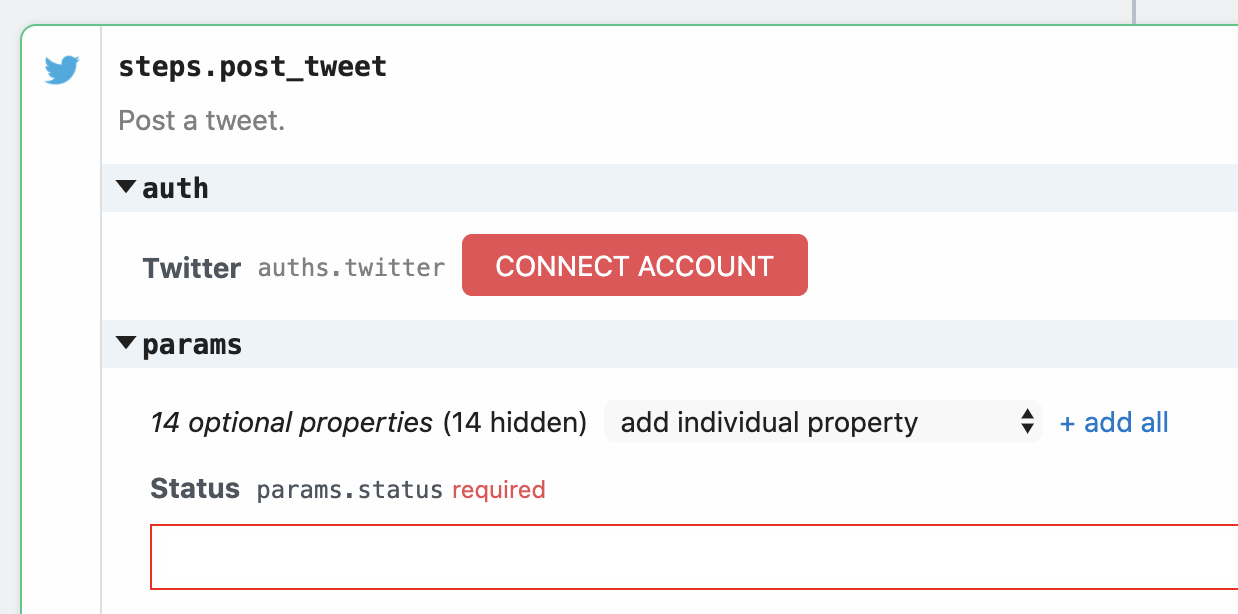 steps.post_tweet
Post a tweet.
auth
Twitter auths.twitter CONNECT ACCOUNT
params
14 optional properties (14 hidden) add individual property + add all
Status params.status required